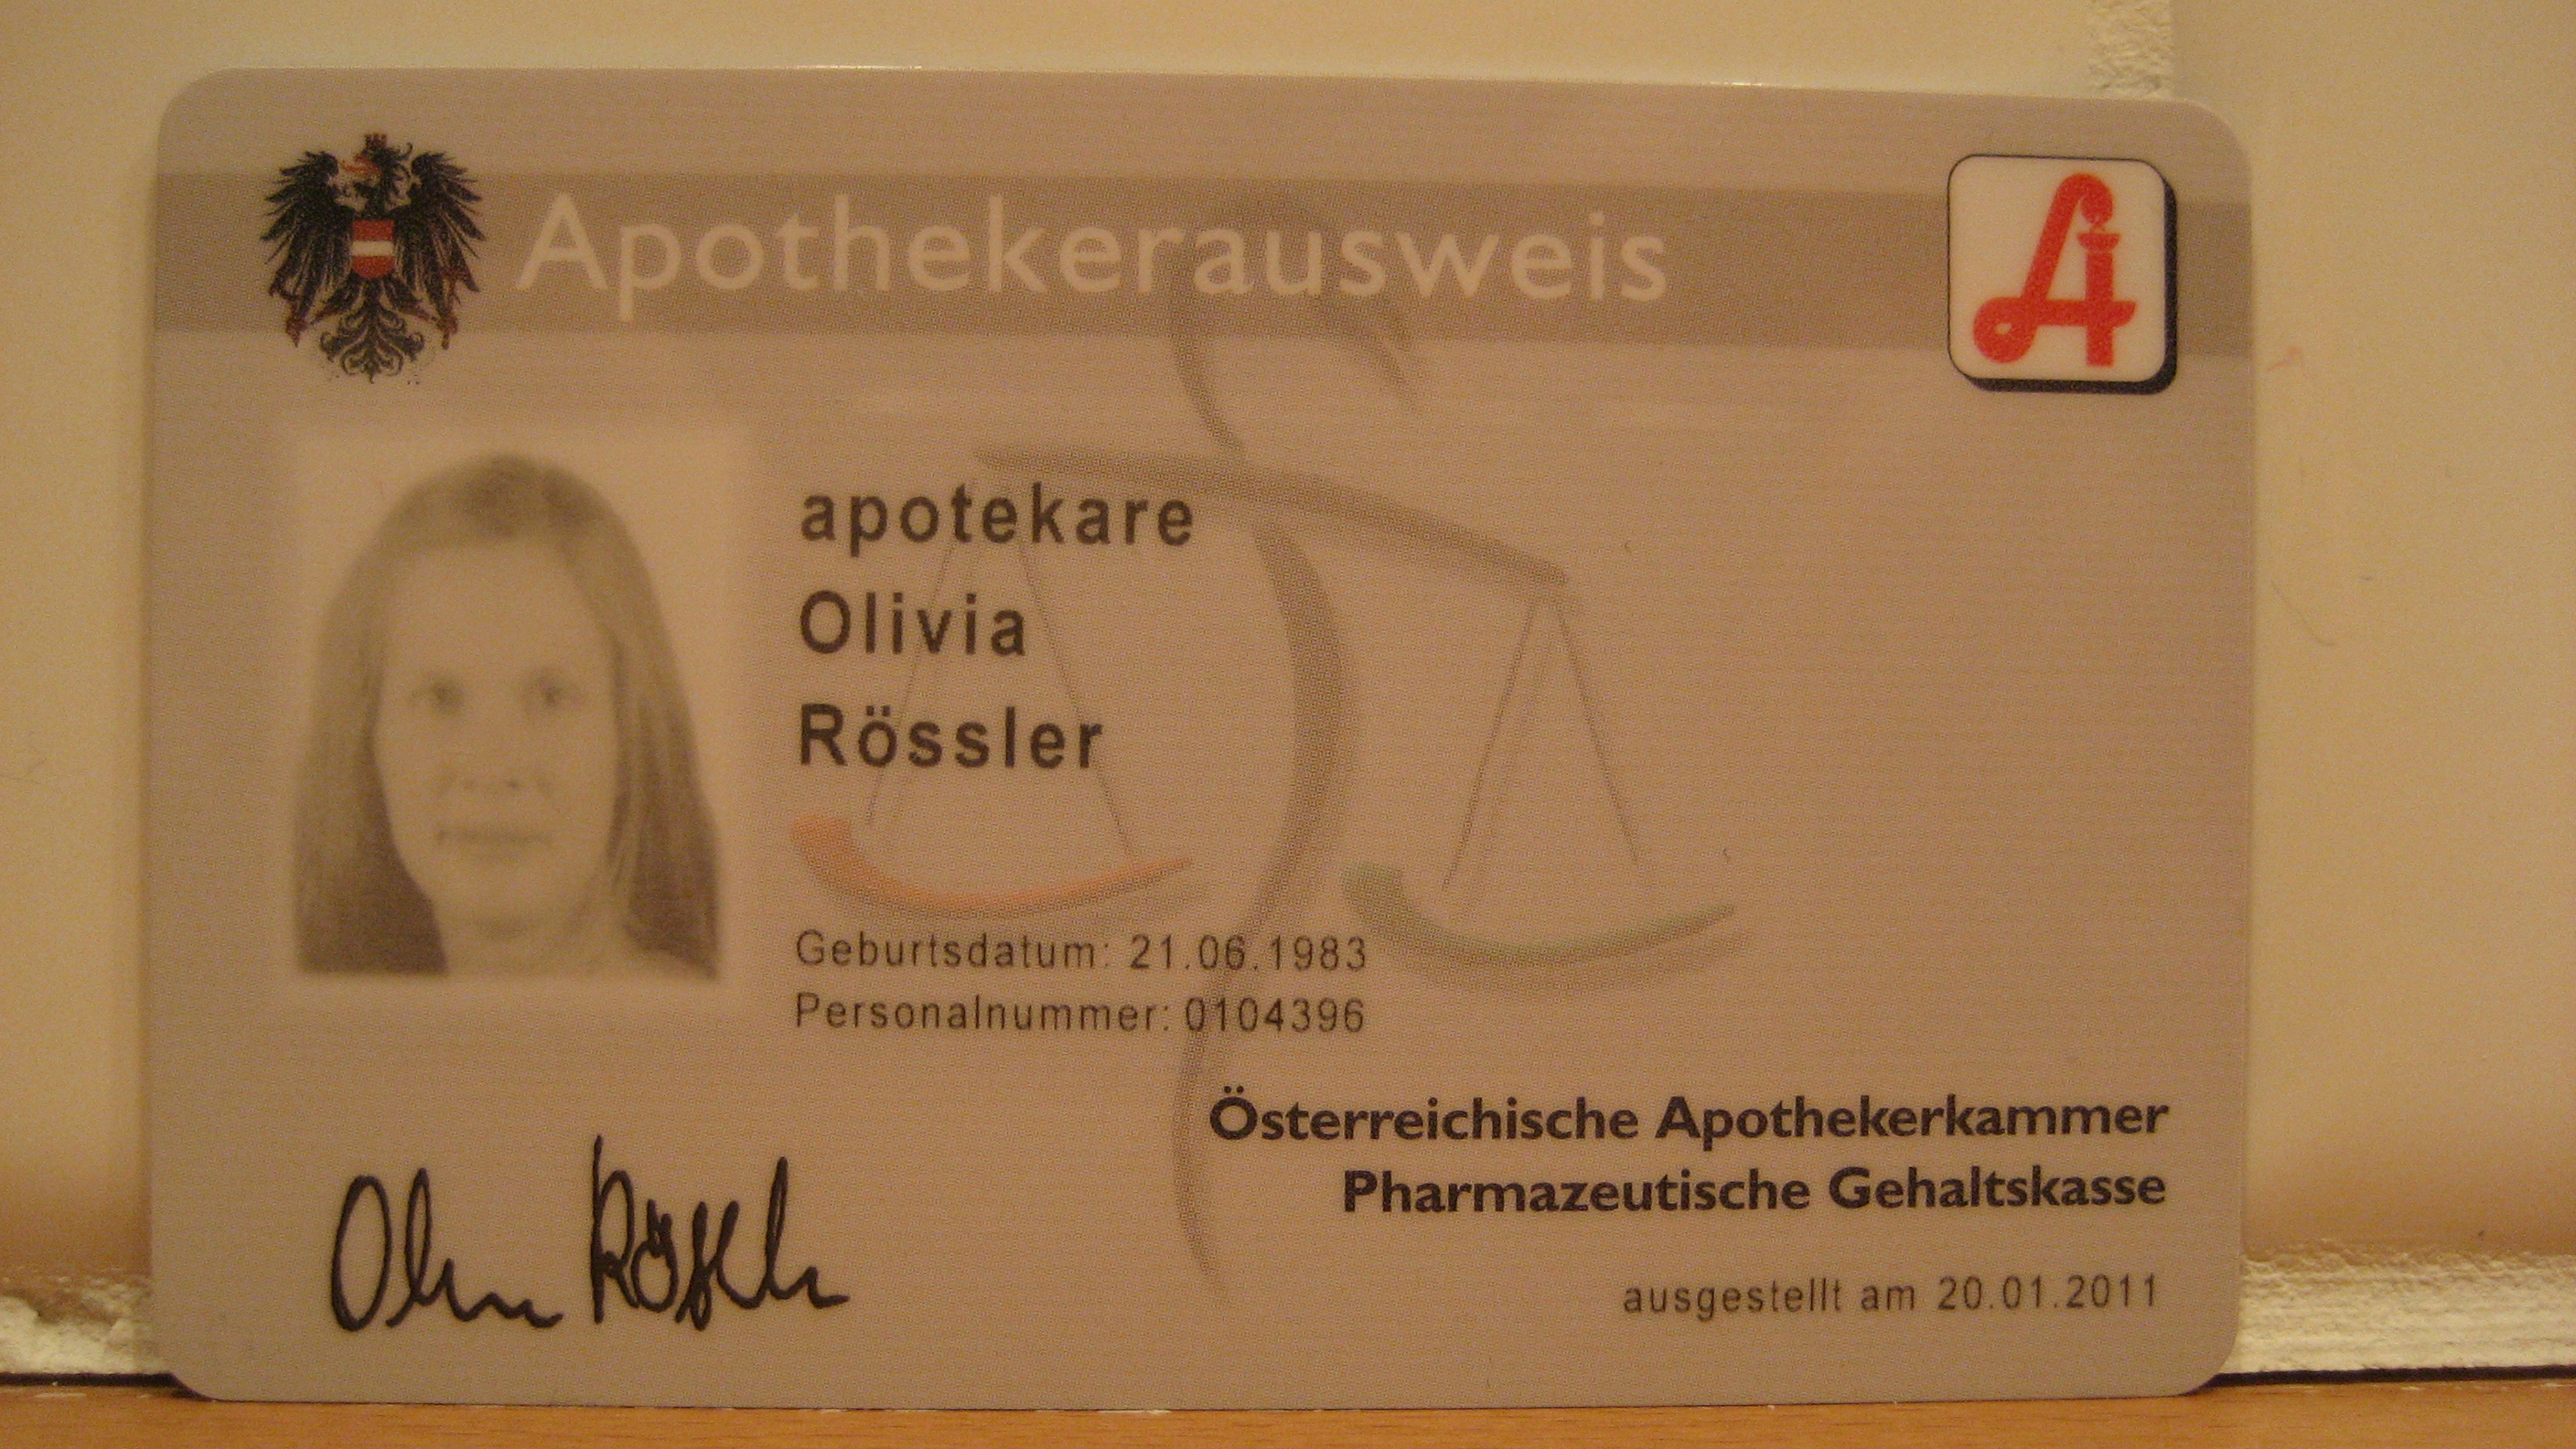 Apothekerausweis
apotekare
Olivia
Rössler
Geburtsdatum: 21.06.1983
Personalnummer: 0104396
Österreichische Apothekerkammer
Pharmazeutische Gehaltskasse
ausgestellt am 20.01.2011